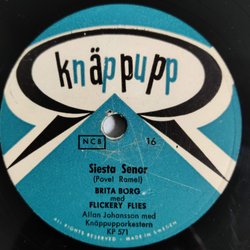 knäppupp
NCB
16
Siesta Senor
(Povel Ramel)
BRITA BORG
med
FLICKERY FLIES
Allan Johansson med
Knäppupporkestern
KP 571
ALL RIGHTS RESERVED - MADE IN SWEDEN